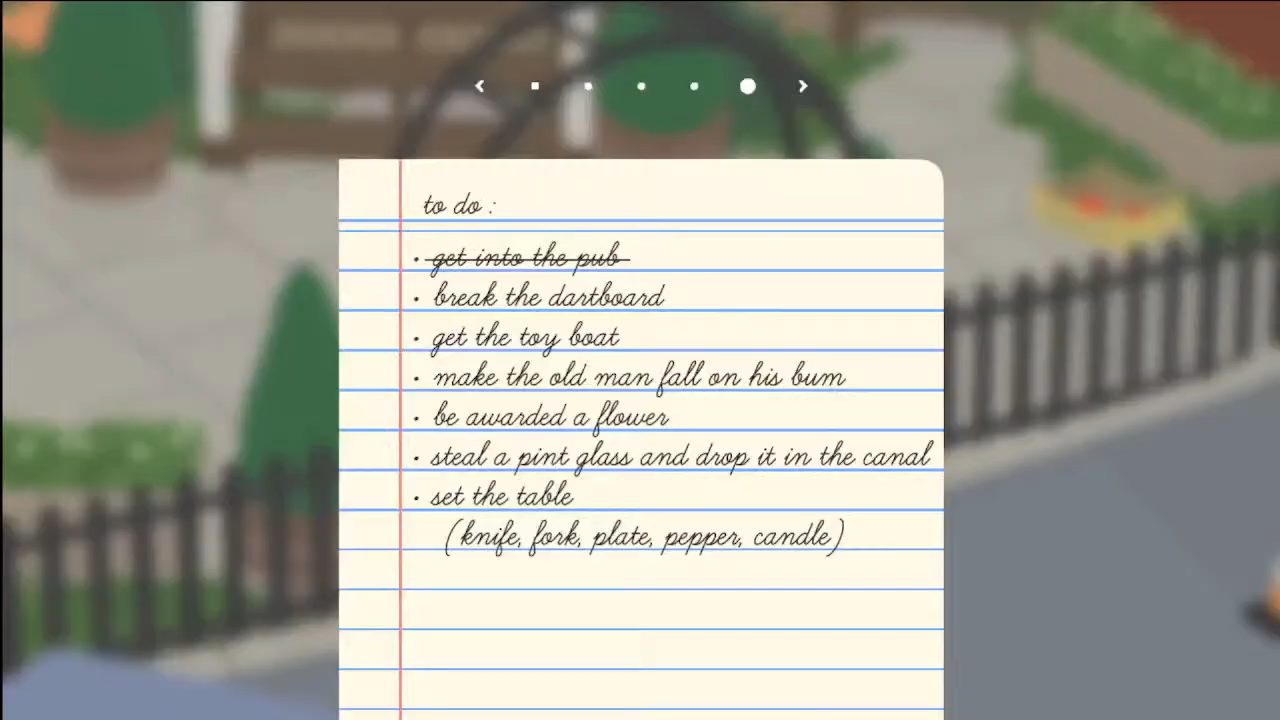 to do :
• get into the pub
• break the dartboard
• get the toy boat
• make the old man fall on his bum
• be awarded a flower
• steal a pint glass and drop it in the canal
• set the table
(knife, fork, plate, pepper, candle)